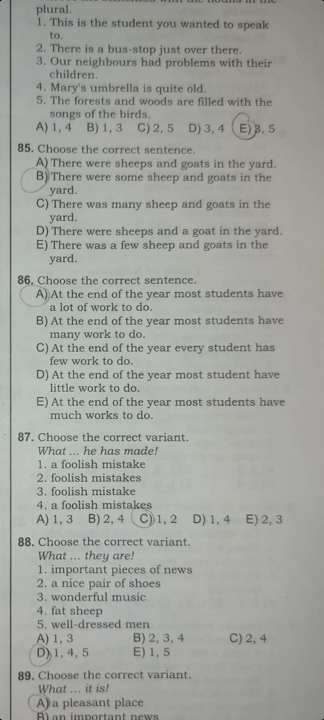 plural.
1. This is the student you wanted to speak
to.
2. There is a bus-stop just over there.
3. Our neighbours had problems with their
children.
4. Mary's umbrella is quite old.
5. The forests and woods are filled with the
songs of the birds.
A) 1, 4 B) 1, 3 C) 2, 5 D) 3, 4 E) 3, 5
85. Choose the correct sentence.
A) There were sheeps and goats in the yard.
B) There were some sheep and goats in the
yard.
C) There was many sheep and goats in the
yard.
D) There were sheeps and a goat in the yard.
E) There was a few sheep and goats in the
yard.
86. Choose the correct sentence.
A) At the end of the year most students have
a lot of work to do.
B) At the end of the year most students have
many work to do.
C) At the end of the year every student has
few work to do.
D) At the end of the year most student have
little work to do.
E) At the end of the year most students have
much works to do.
87. Choose the correct variant.
What ... he has made!
1. a foolish mistake
2. foolish mistakes
3. foolish mistake
4. a foolish mistakes
A) 1, 3 B) 2, 4 C) 1, 2 D) 1, 4 E) 2, 3
88. Choose the correct variant.
What ... they are!
1. important pieces of news
2. a nice pair of shoes
3. wonderful music
4. fat sheep
5. well-dressed men
A) 1, 3 B) 2, 3, 4 C) 2, 4
D) 1, 4, 5 E) 1, 5
89. Choose the correct variant.
What ... it is!
A) a pleasant place
B) an important news